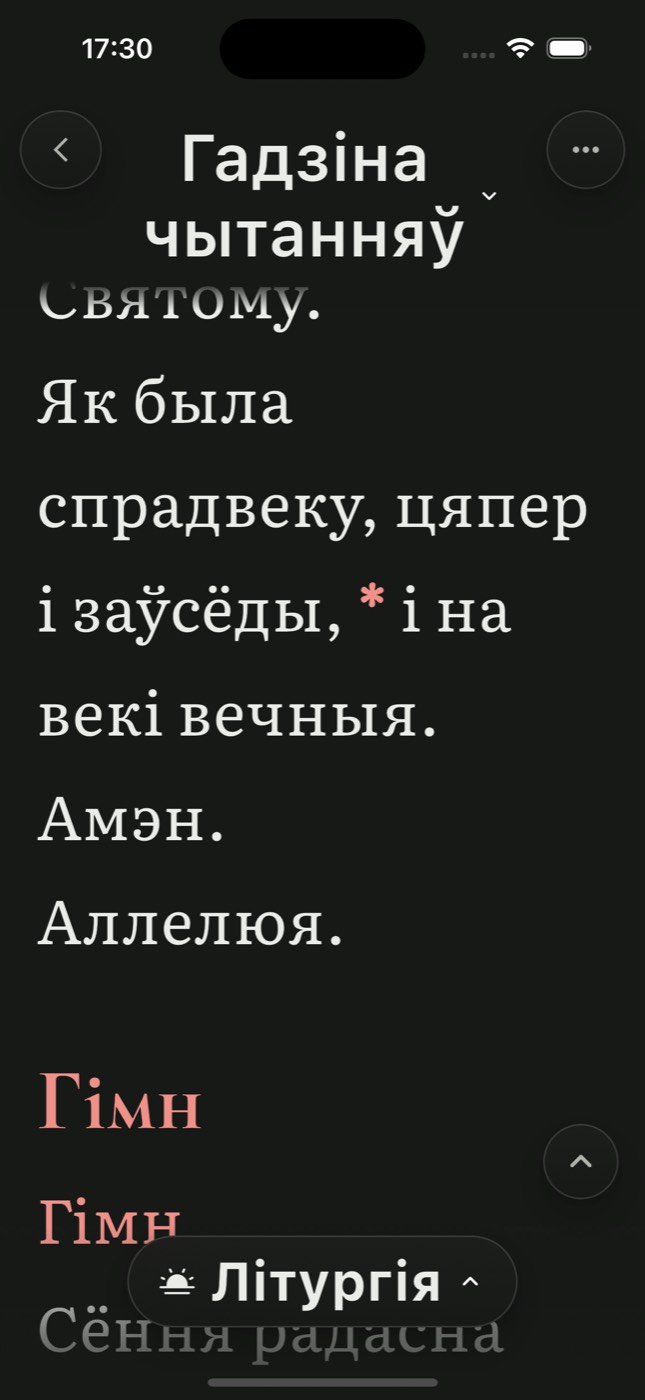 17:30
Гадзіна
чытанняў
Святому.
Як была
спрадвеку, цяпер
і заўсёды, * і на
векі вечныя.
Амэн.
Аллелюя.
Гімн
Гімн
Літургія
Сёння радасна